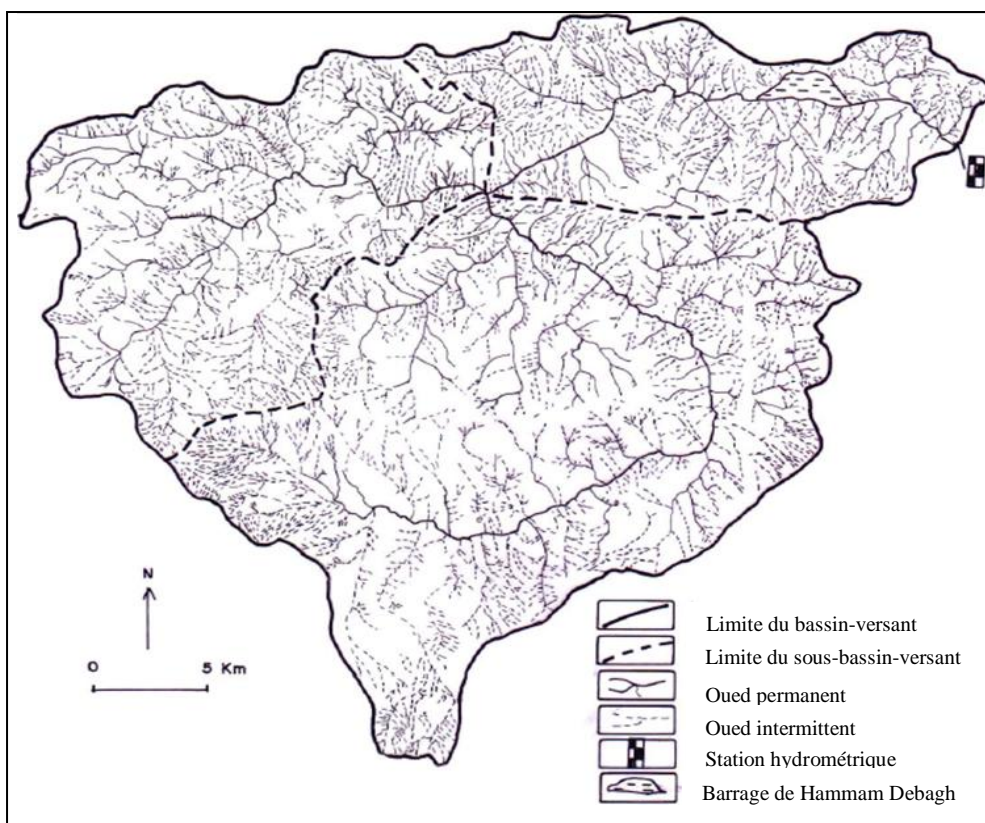 N
0 5 Km
Limite du bassin-versant
Limite du sous-bassin-versant
Oued permanent
Oued intermittent
Station hydrométrique
Barrage de Hammam Debagh